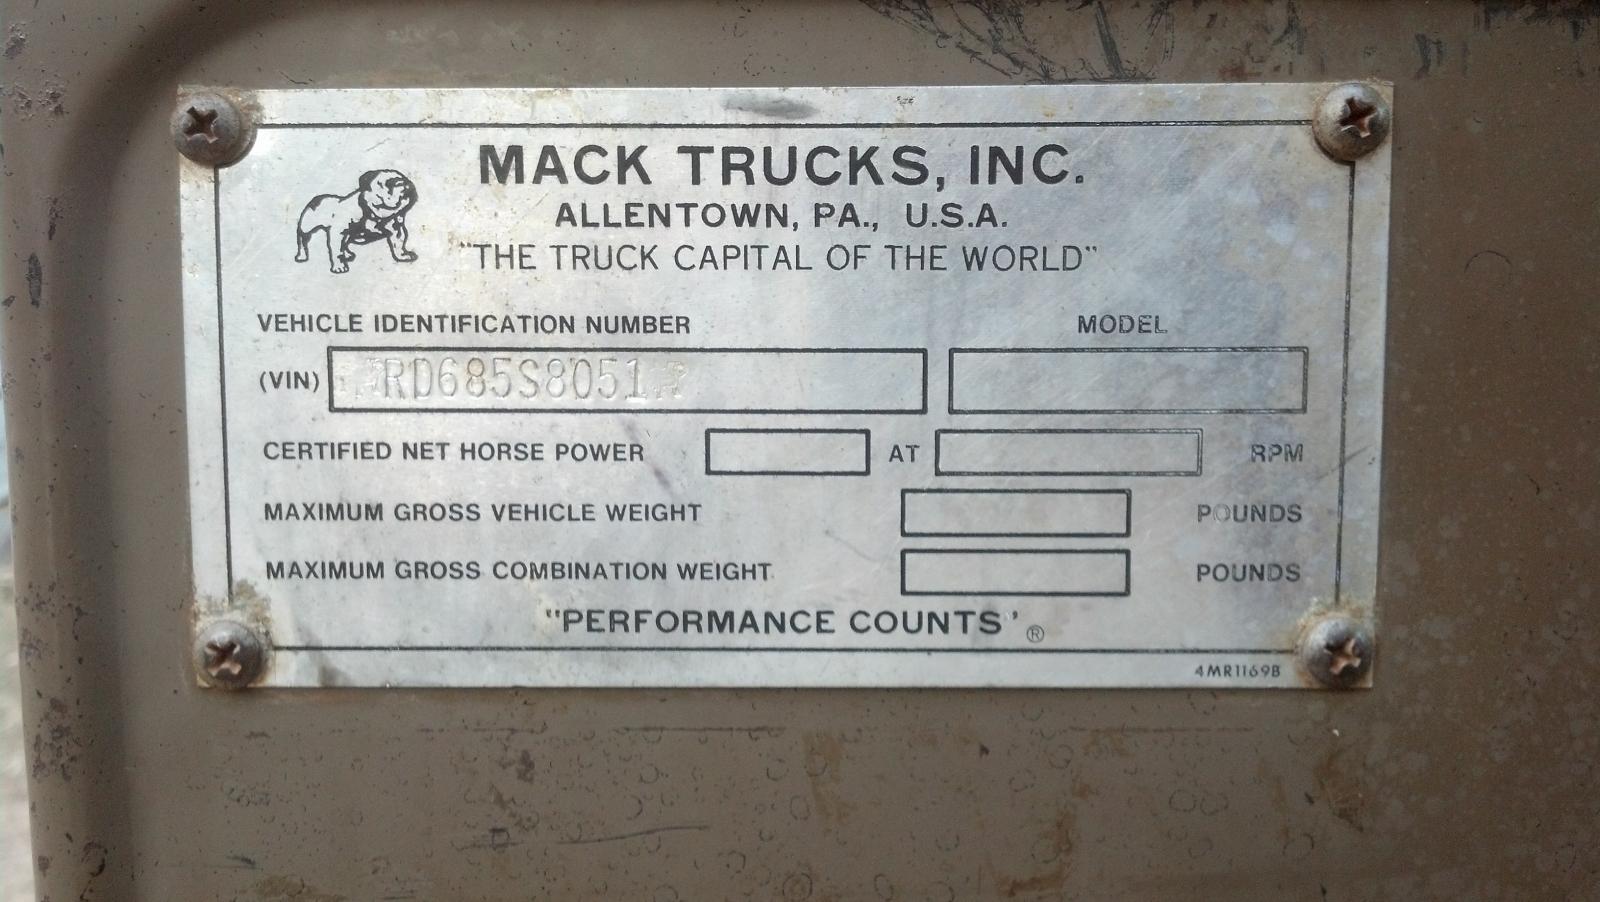 MACK TRUCKS, INC.
ALLENTOWN, PA., U.S.A.
"THE TRUCK CAPITAL OF THE WORLD"
VEHICLE IDENTIFICATION NUMBER MODEL
(VIN) RD685S8051
CERTIFIED NET HORSE POWER AT RPM
MAXIMUM GROSS VEHICLE WEIGHT POUNDS
MAXIMUM GROSS COMBINATION WEIGHT POUNDS
"PERFORMANCE COUNTS" ®
4MR1169B